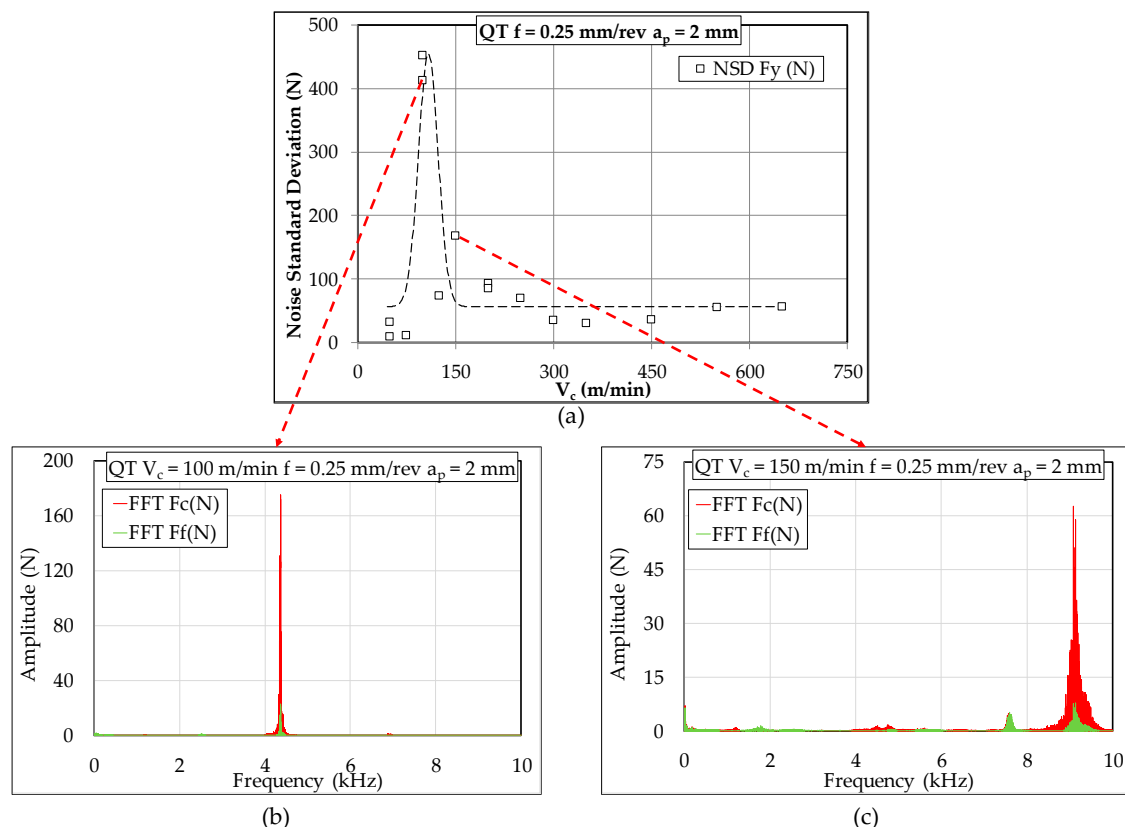 QT f = 0.25 mm/rev a_p = 2 mm
NSD Fy (N)
Noise Standard Deviation (N)
500
400
300
200
100
0
0 150 300 450 600 750
V_c (m/min)
(a)
QT V_c = 100 m/min f = 0.25 mm/rev a_p = 2 mm
FFT Fc(N)
FFT Ff(N)
Amplitude (N)
200
160
120
80
40
0
0 2 4 6 8 10
Frequency (kHz)
(b)
QT V_c = 150 m/min f = 0.25 mm/rev a_p = 2 mm
FFT Fc(N)
FFT Ff(N)
Amplitude (N)
75
60
45
30
15
0
0 2 4 6 8 10
Frequency (kHz)
(c)